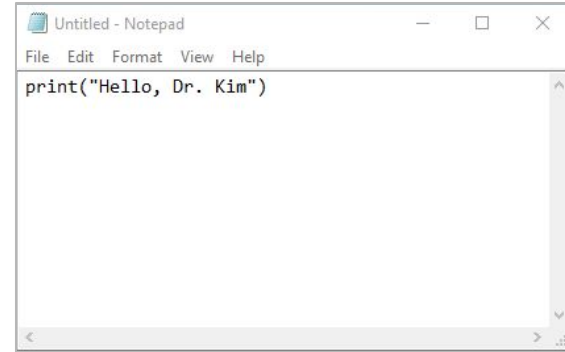 Untitled - Notepad
File Edit Format View Help
print("Hello, Dr. Kim")